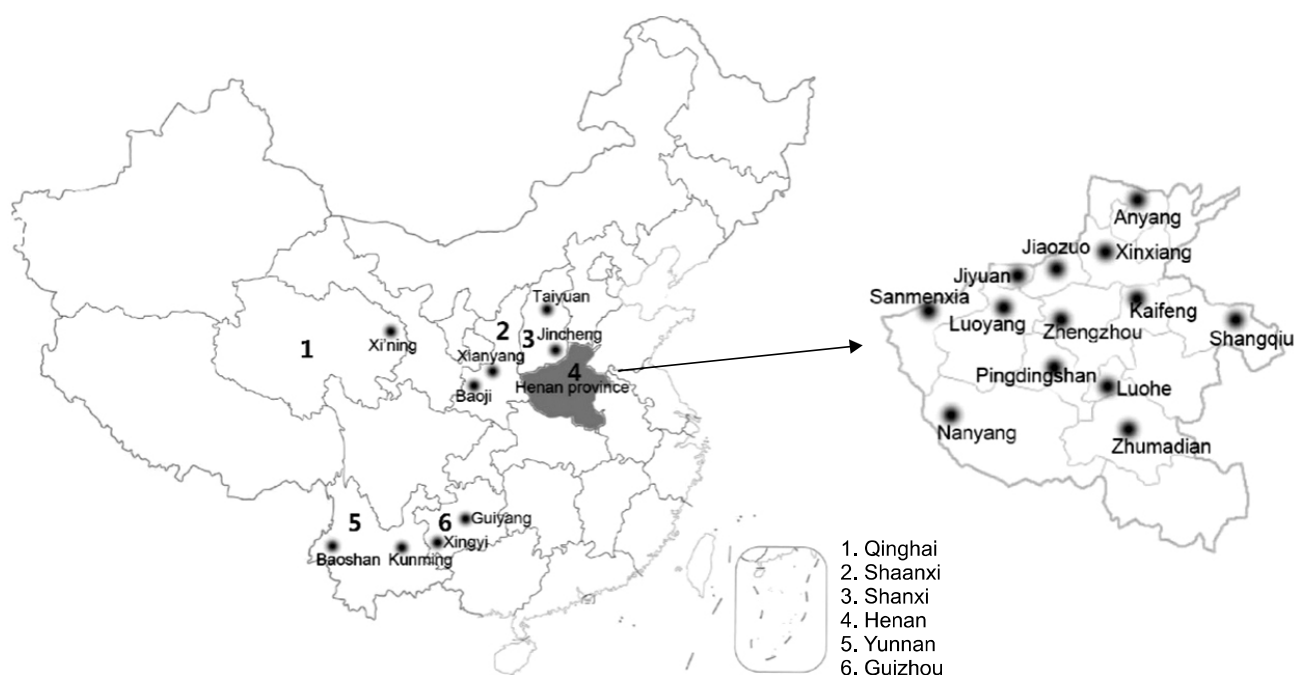 Taiyuan
2
Jincheng
3
1
Xi'ning
Xianyang
4
Henan province
Baoji
5
6
Guiyang
Xingyi
Baoshan
Kunming
Anyang
Jiaozuo
Xinxiang
Jiyuan
Sanmenxia
Kaifeng
Luoyang
Zhengzhou
Shangqiu
Pingdingshan
Luohe
Nanyang
Zhumadian
1. Qinghai
2. Shaanxi
3. Shanxi
4. Henan
5. Yunnan
6. Guizhou